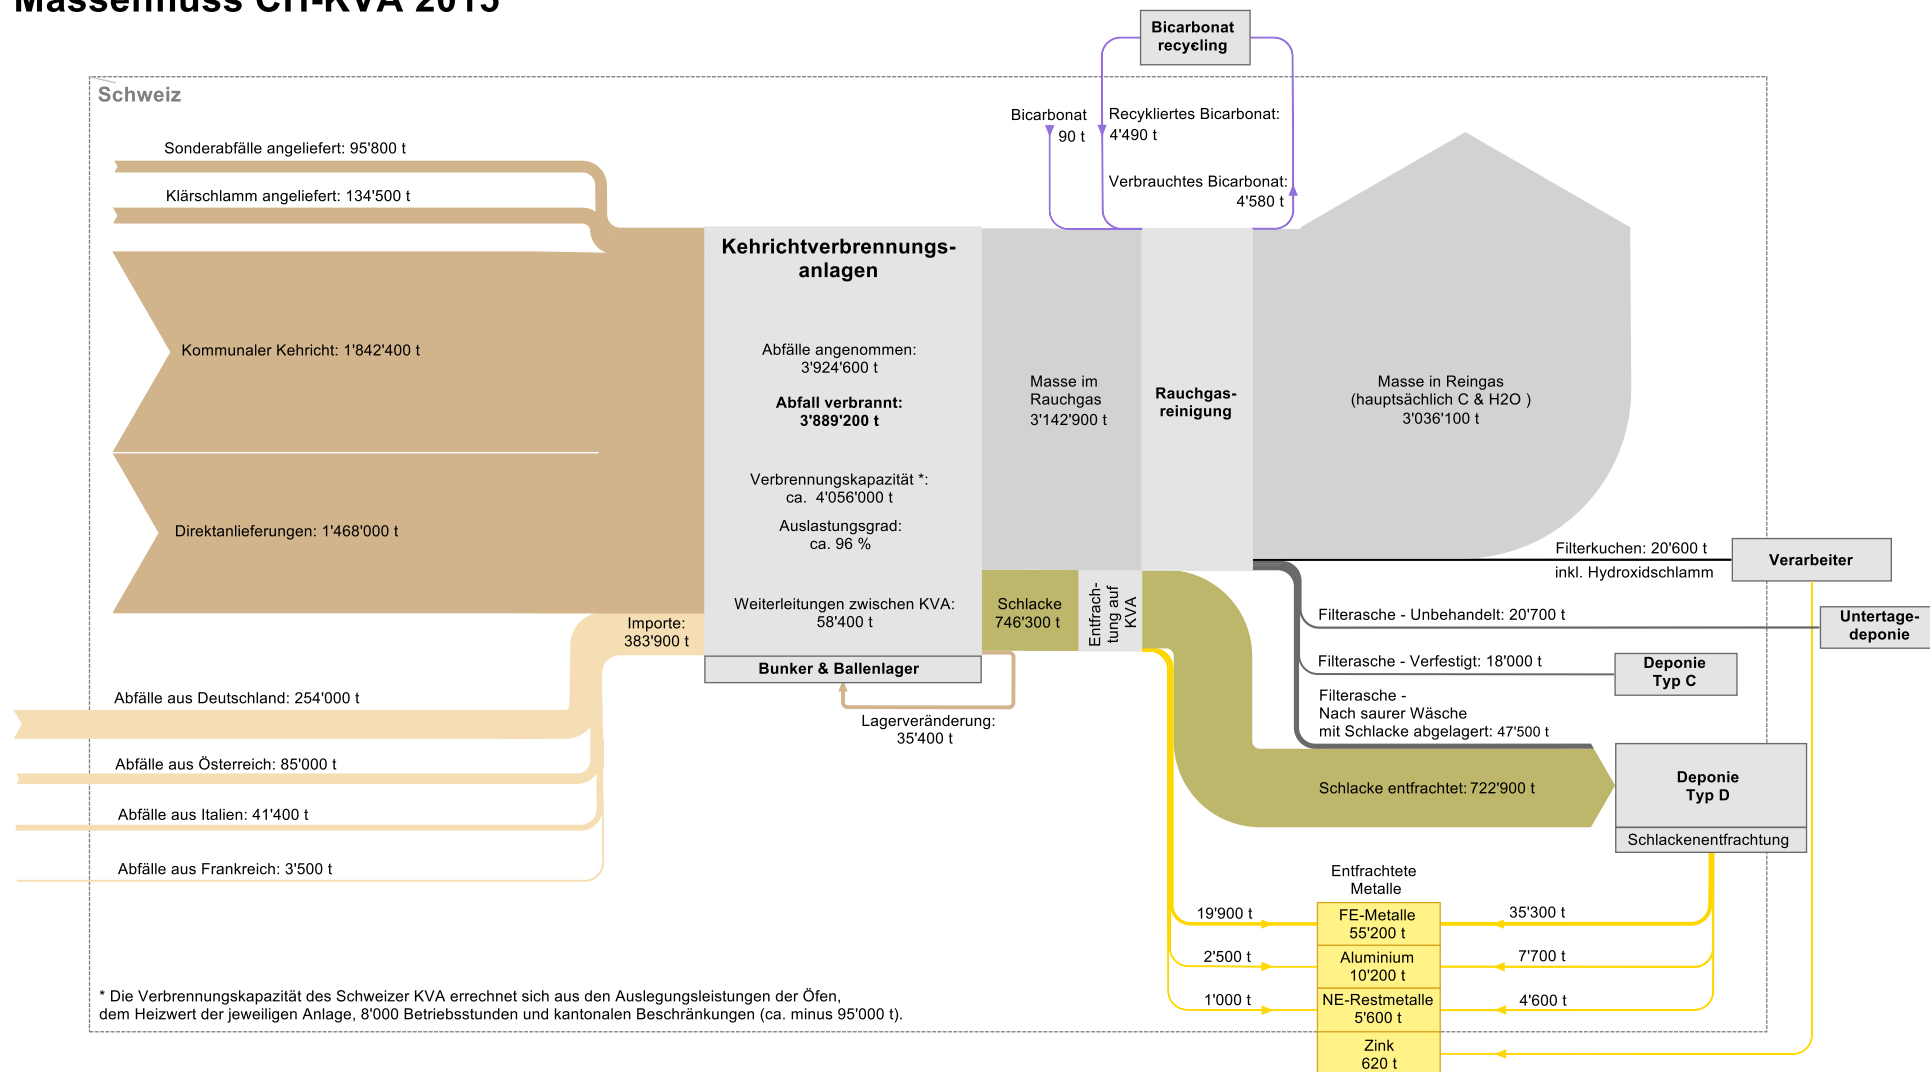 Massenfluss CH-KVA 2015
Bicarbonat
recycling
Schweiz
Sonderabfälle angeliefert: 95'800 t
Klärschlamm angeliefert: 134'500 t
Bicarbonat
90 t
Recykliertes Bicarbonat:
4'490 t
Verbrauchtes Bicarbonat:
4'580 t
Kehrichtverbrennungs-
anlagen
Kommunaler Kehricht: 1'842'400 t
Abfälle angenommen:
3'924'600 t
Abfall verbrannt:
3'889'200 t
Masse im
Rauchgas
3'142'900 t
Rauchgas-
reinigung
Masse in Reingas
(hauptsächlich C & H2O )
3'036'100 t
Direktanlieferungen: 1'468'000 t
Verbrennungskapazität *:
ca. 4'056'000 t
Auslastungsgrad:
ca. 96 %
Filterkuchen: 20'600 t
inkl. Hydroxidschlamm
Verarbeiter
Importe:
383'900 t
Weiterleitungen zwischen KVA:
58'400 t
Schlacke
746'300 t
Entfrach-
tung auf
KVA
Filterasche - Unbehandelt: 20'700 t
Untertage-
deponie
Bunker & Ballenlager
Filterasche - Verfestigt: 18'000 t
Deponie
Typ C
Abfälle aus Deutschland: 254'000 t
Lagerveränderung:
35'400 t
Filterasche -
Nach saurer Wäsche
mit Schlacke abgelagert: 47'500 t
Abfälle aus Österreich: 85'000 t
Schlacke entfrachtet: 722'900 t
Deponie
Typ D
Schlackenentfrachtung
Abfälle aus Italien: 41'400 t
Abfälle aus Frankreich: 3'500 t
Entfrachtete
Metalle
19'900 t
FE-Metalle
55'200 t
35'300 t
2'500 t
Aluminium
10'200 t
7'700 t
1'000 t
NE-Restmetalle
5'600 t
4'600 t
Zink
620 t
* Die Verbrennungskapazität des Schweizer KVA errechnet sich aus den Auslegungsleistungen der Öfen,
dem Heizwert der jeweiligen Anlage, 8'000 Betriebsstunden und kantonalen Beschränkungen (ca. minus 95'000 t).